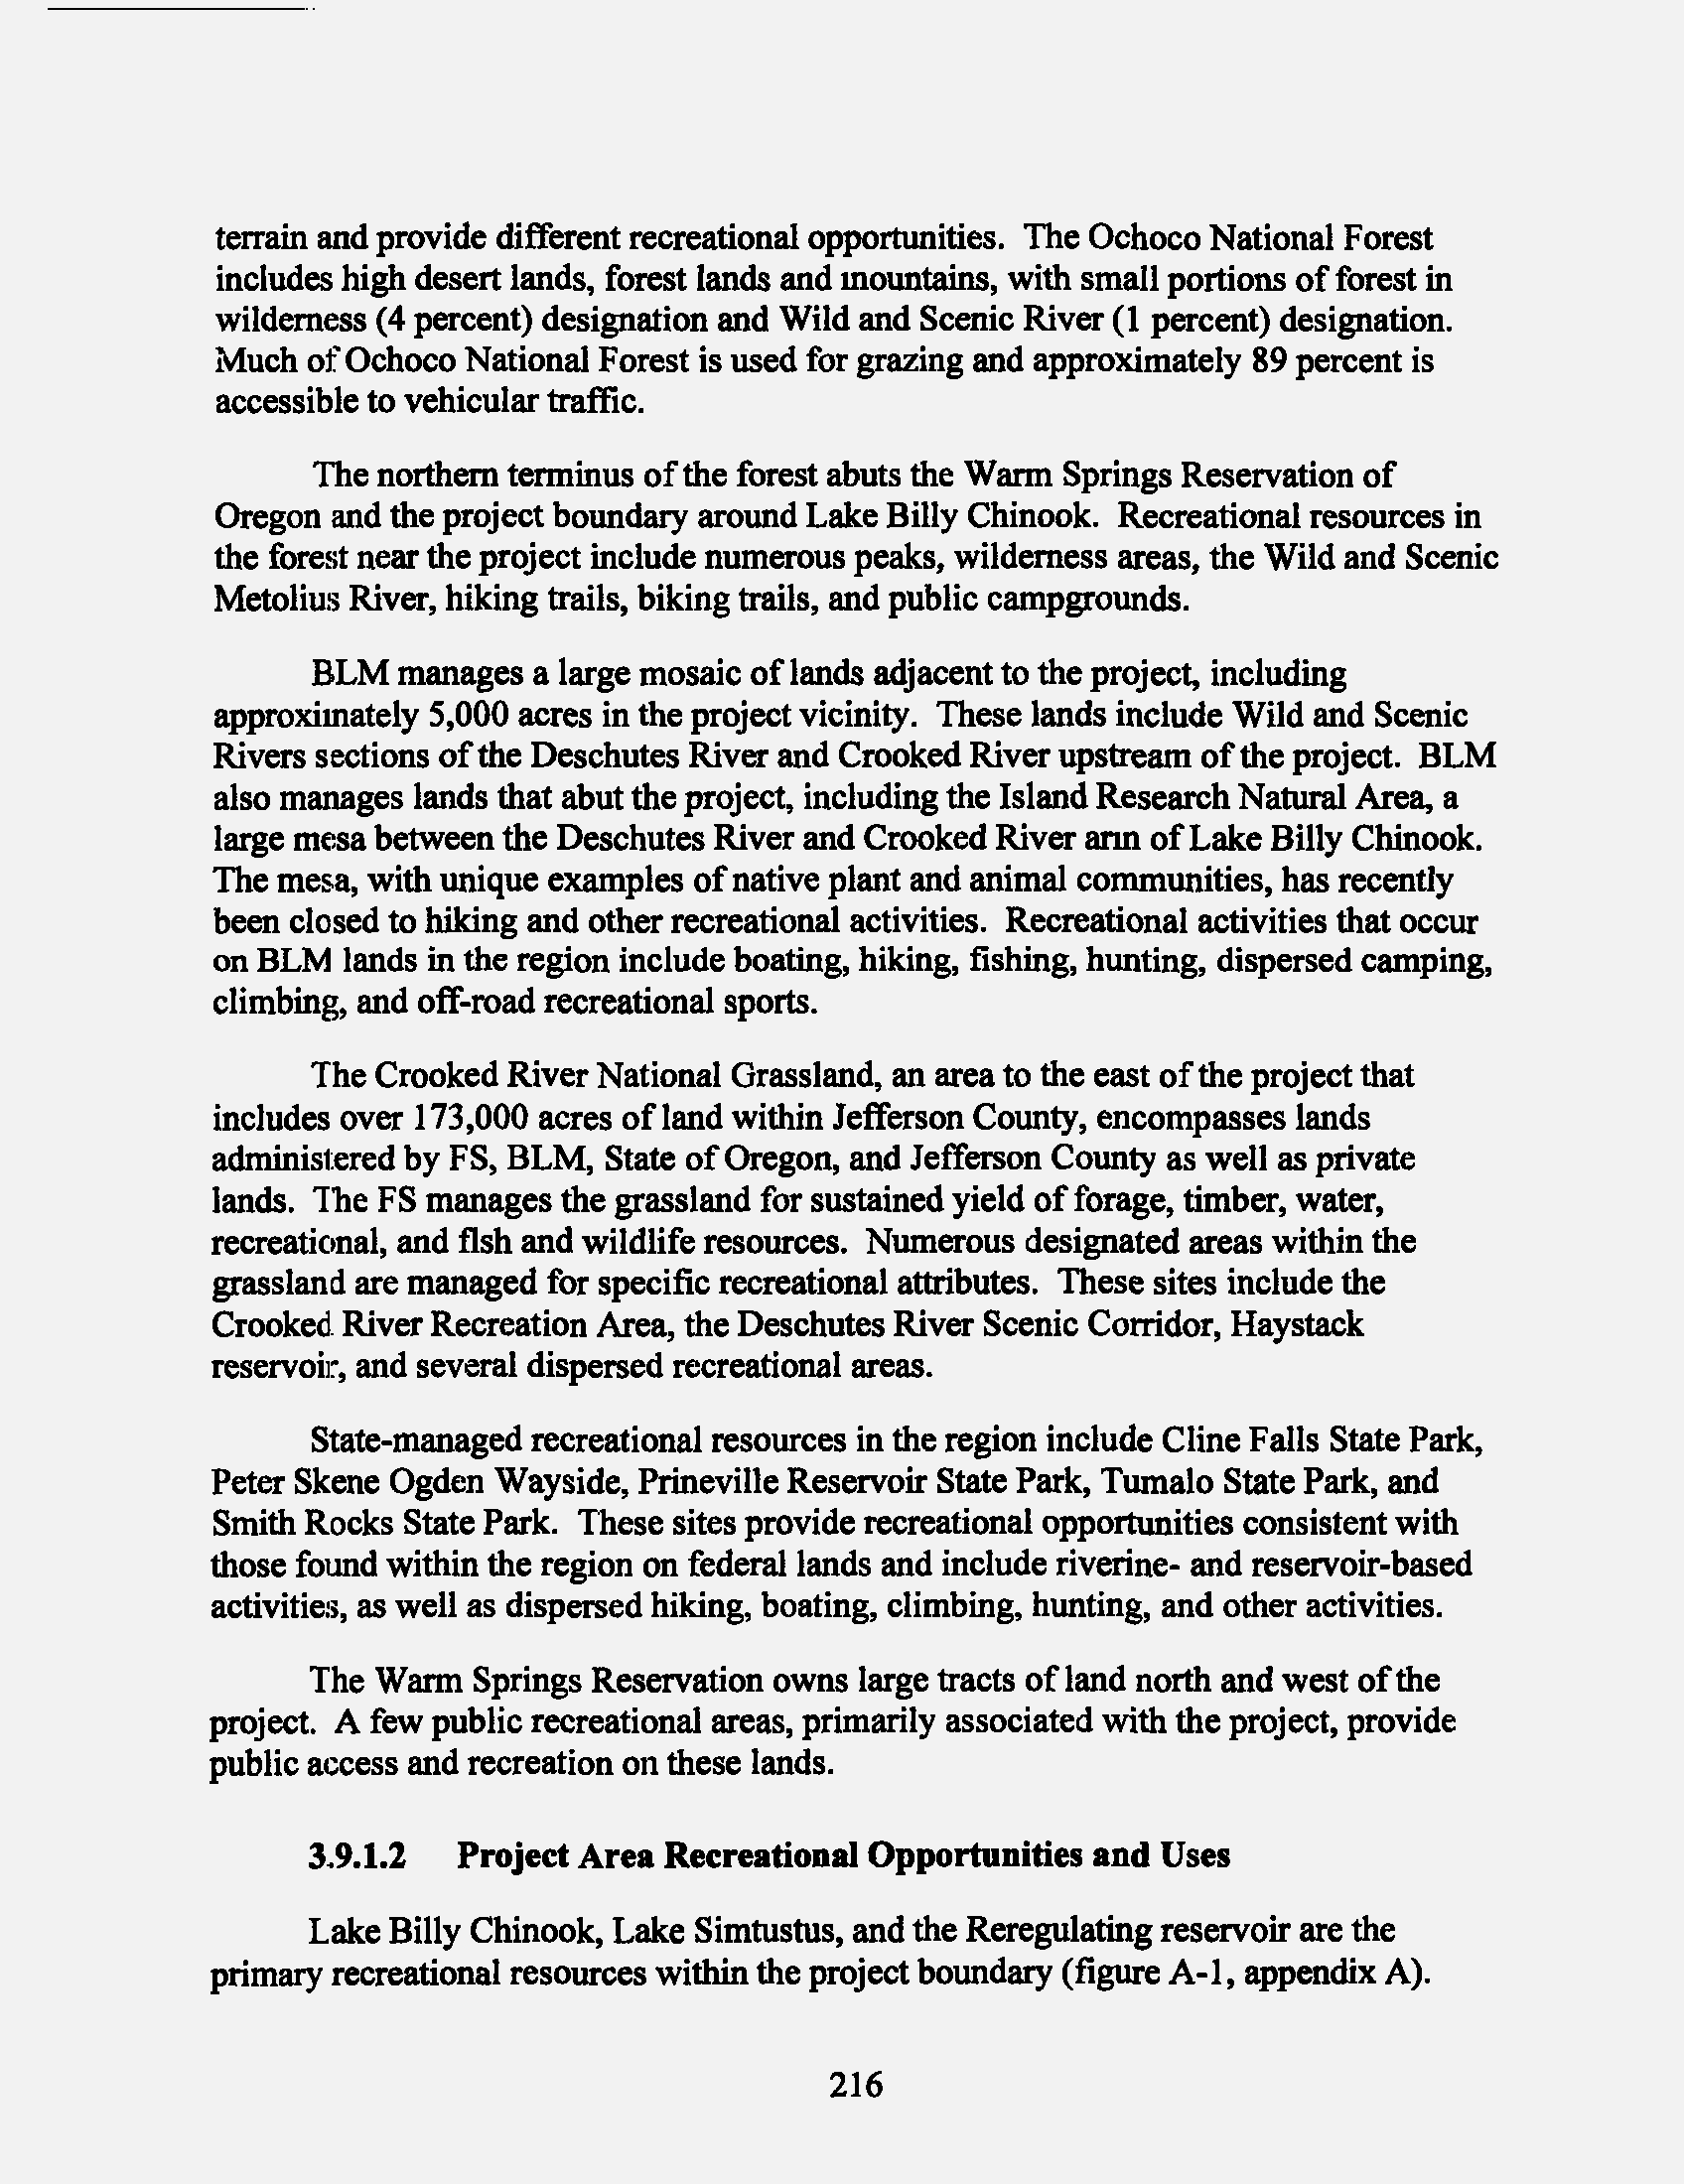 terrain and provide different recreational opportunities. The Ochoco National Forest
includes high desert lands, forest lands and mountains, with small portions of forest in
wilderness (4 percent) designation and Wild and Scenic River (1 percent) designation.
Much of Ochoco National Forest is used for grazing and approximately 89 percent is
accessible to vehicular traffic.
The northern terminus of the forest abuts the Warm Springs Reservation of
Oregon and the project boundary around Lake Billy Chinook. Recreational resources in
the forest near the project include numerous peaks, wilderness areas, the Wild and Scenic
Metolius River, hiking trails, biking trails, and public campgrounds.
BLM manages a large mosaic of lands adjacent to the project, including
approximately 5,000 acres in the project vicinity. These lands include Wild and Scenic
Rivers sections of the Deschutes River and Crooked River upstream of the project. BLM
also manages lands that abut the project, including the Island Research Natural Area, a
large mesa between the Deschutes River and Crooked River arm of Lake Billy Chinook.
The mesa, with unique examples of native plant and animal communities, has recently
been closed to hiking and other recreational activities. Recreational activities that occur
on BLM lands in the region include boating, hiking, fishing, hunting, dispersed camping,
climbing, and off-road recreational sports.
The Crooked River National Grassland, an area to the east of the project that
includes over 173,000 acres of land within Jefferson County, encompasses lands
administered by FS, BLM, State of Oregon, and Jefferson County as well as private
lands. The FS manages the grassland for sustained yield of forage, timber, water,
recreational, and fish and wildlife resources. Numerous designated areas within the
grassland are managed for specific recreational attributes. These sites include the
Crooked River Recreation Area, the Deschutes River Scenic Corridor, Haystack
reservoir, and several dispersed recreational areas.
State-managed recreational resources in the region include Cline Falls State Park,
Peter Skene Ogden Wayside, Prineville Reservoir State Park, Tumalo State Park, and
Smith Rocks State Park. These sites provide recreational opportunities consistent with
those found within the region on federal lands and include riverine- and reservoir-based
activities, as well as dispersed hiking, boating, climbing, hunting, and other activities.
The Warm Springs Reservation owns large tracts of land north and west of the
project. A few public recreational areas, primarily associated with the project, provide
public access and recreation on these lands.
3.9.1.2 Project Area Recreational Opportunities and Uses
Lake Billy Chinook, Lake Simtustus, and the Reregulating reservoir are the
primary recreational resources within the project boundary (figure A-1, appendix A).
216